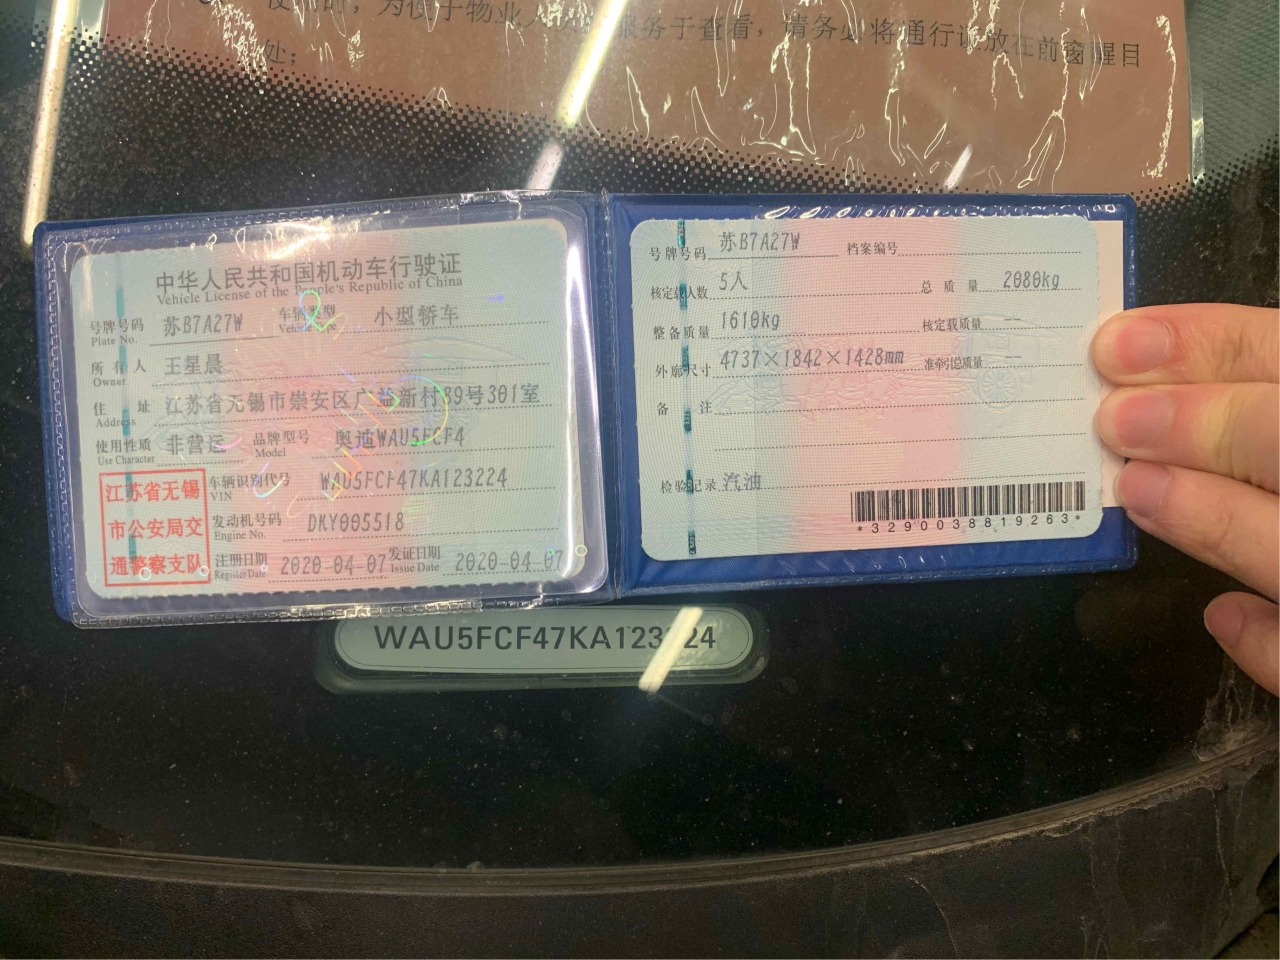 为便于物业人
服务于查看，请务必将通行证放在前窗醒目
处；
中华人民共和国机动车行驶证
Vehicle License of the People's Republic of China
号牌号码 苏B7A27W 车辆类型 小型轿车
Plate No. Vehicle Type
所有人 王星晨
Owner
住址 江苏省无锡市崇安区广益新村89号301室
Address
使用性质 非营运 品牌型号 奥迪WAU5FCF4
Use Character Model
江苏省无锡
市公安局交
通警察支队
车辆识别代号 WAU5FCF47KA123224
VIN
发动机号码 DKY005518
Engine No.
注册日期 2020-04-07 发证日期 2020-04-07
Register Date Issue Date
号牌号码 苏B7A27W 档案编号
核定载人数 5人 总质量 2080kg
整备质量 1610kg 核定载质量 —
外廓尺寸 4737×1842×1428mm 准牵引总质量 —
备注
检验记录 汽油
*3290038819263*
WAU5FCF47KA123224